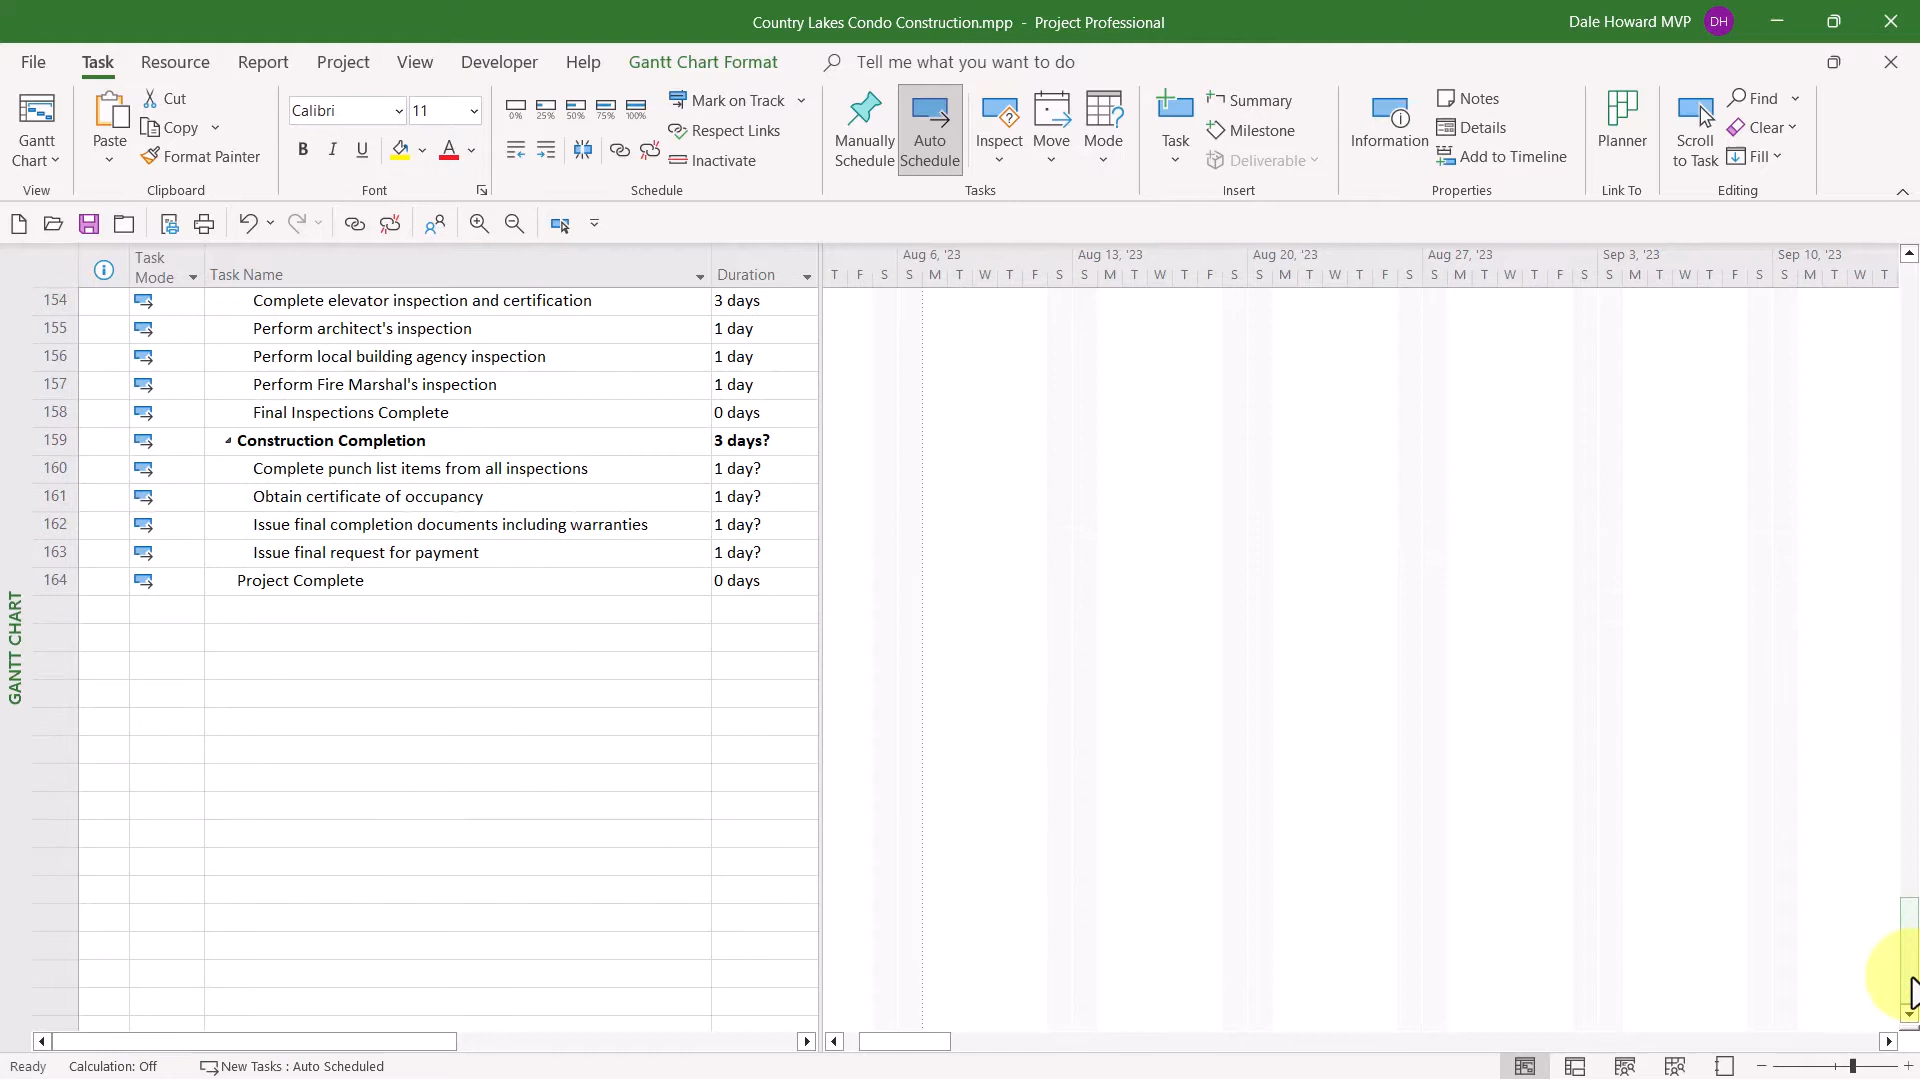 Country Lakes Condo Construction.mpp - Project Professional
Dale Howard MVP DH
File Task Resource Report Project View Developer Help Gantt Chart Format Tell me what you want to do
Gantt
Chart
View
Paste
Cut
Copy
Format Painter
Clipboard
Calibri 11
B I U A
Font
0% 25% 50% 75% 100%
Mark on Track
Respect Links
Inactivate
Schedule
Manually
Schedule
Auto
Schedule
Inspect
Move
Mode
Tasks
Task
Summary
Milestone
Deliverable
Insert
Information
Notes
Details
Add to Timeline
Properties
Planner
Link To
Scroll
to Task
Find
Clear
Fill
Editing
Task
Mode
Task Name
Duration
Aug 6, '23 Aug 13, '23 Aug 20, '23 Aug 27, '23 Sep 3, '23 Sep 10, '23
T F S S M T W T F S S M T W T F S S M T W T F S S M T W T F S S M T W T F S S M T W T
154 Complete elevator inspection and certification 3 days
155 Perform architect's inspection 1 day
156 Perform local building agency inspection 1 day
157 Perform Fire Marshal's inspection 1 day
158 Final Inspections Complete 0 days
159 Construction Completion 3 days?
160 Complete punch list items from all inspections 1 day?
161 Obtain certificate of occupancy 1 day?
162 Issue final completion documents including warranties 1 day?
163 Issue final request for payment 1 day?
164 Project Complete 0 days
GANTT CHART
Ready Calculation: Off New Tasks : Auto Scheduled